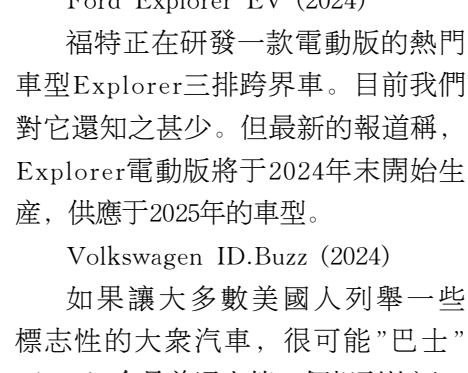 Ford Explorer EV (2024)
福特正在研發一款電動版的熱門
車型Explorer三排跨界車。目前我們
對它還知之甚少。但最新的報道稱，
Explorer電動版將于2024年末開始生
産，供應于2025年的車型。
Volkswagen ID.Buzz (2024)
如果讓大多數美國人列舉一些
標志性的大衆汽車，很可能”巴士”